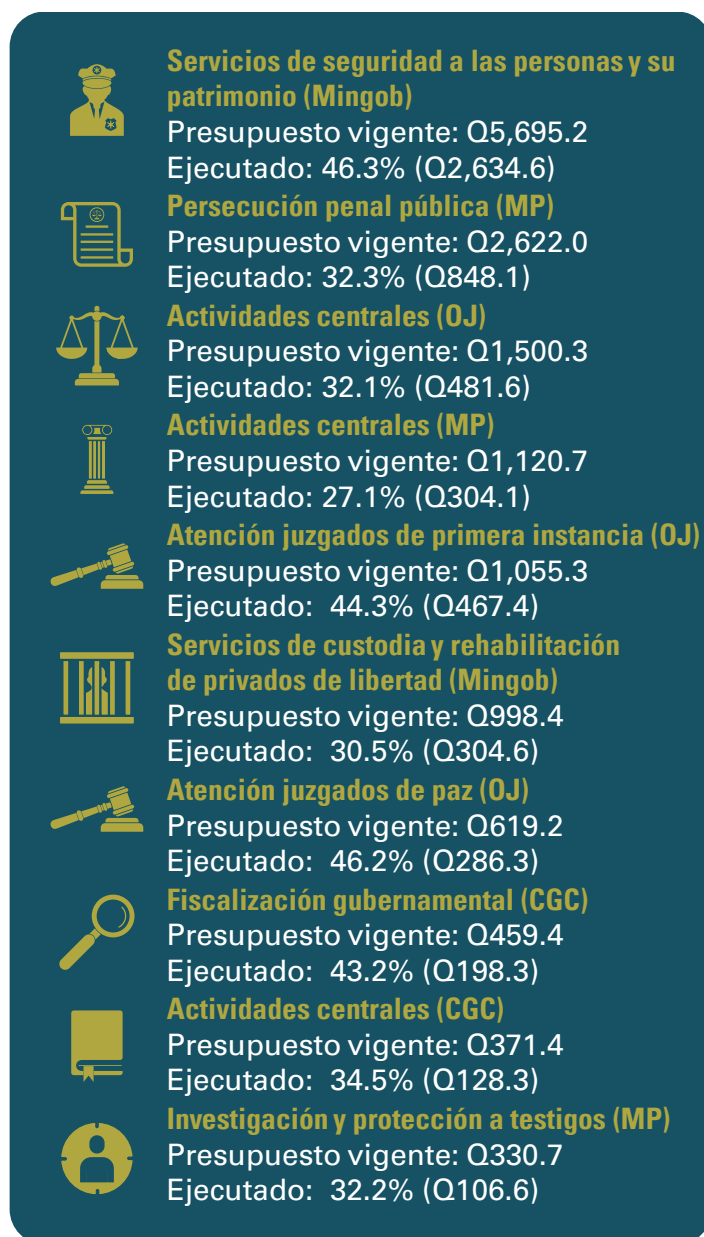 Servicios de seguridad a las personas y su
patrimonio (Mingob)
Presupuesto vigente: Q5,695.2
Ejecutado: 46.3% (Q2,634.6)
Persecución penal pública (MP)
Presupuesto vigente: Q2,622.0
Ejecutado: 32.3% (Q848.1)
Actividades centrales (OJ)
Presupuesto vigente: Q1,500.3
Ejecutado: 32.1% (Q481.6)
Actividades centrales (MP)
Presupuesto vigente: Q1,120.7
Ejecutado: 27.1% (Q304.1)
Atención juzgados de primera instancia (OJ)
Presupuesto vigente: Q1,055.3
Ejecutado: 44.3% (Q467.4)
Servicios de custodia y rehabilitación
de privados de libertad (Mingob)
Presupuesto vigente: Q998.4
Ejecutado: 30.5% (Q304.6)
Atención juzgados de paz (OJ)
Presupuesto vigente: Q619.2
Ejecutado: 46.2% (Q286.3)
Fiscalización gubernamental (CGC)
Presupuesto vigente: Q459.4
Ejecutado: 43.2% (Q198.3)
Actividades centrales (CGC)
Presupuesto vigente: Q371.4
Ejecutado: 34.5% (Q128.3)
Investigación y protección a testigos (MP)
Presupuesto vigente: Q330.7
Ejecutado: 32.2% (Q106.6)